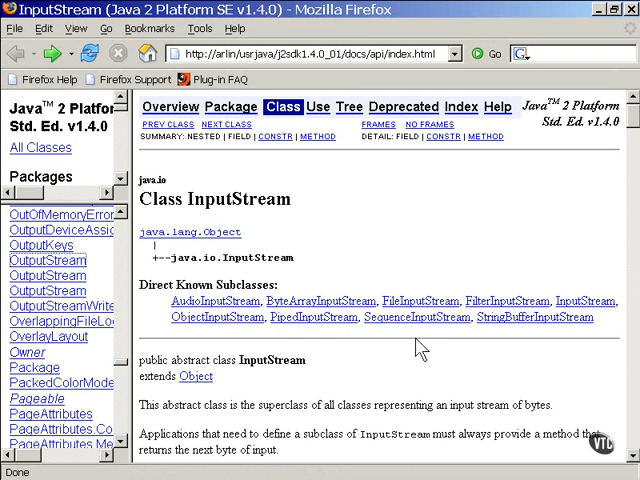 InputStream (Java 2 Platform SE v1.4.0) - Mozilla Firefox
File Edit View Go Bookmarks Tools Help
http://arlin/usrjava/j2sdk1.4.0_01/docs/api/index.html Go G
Firefox Help Firefox Support Plug-in FAQ
Java™ 2 Platfor
Std. Ed. v1.4.0
All Classes
Packages
OutOfMemoryError
OutputDeviceAssig
OutputKeys
OutputStream
OutputStream
OutputStream
OutputStreamWrite
OverlappingFileLo
OverlayLayout
Owner
Package
PackedColorMode
Pageable
PageAttributes
PageAttributes.Co
PageAttributes.Me
Overview Package Class Use Tree Deprecated Index Help
Java™ 2 Platform
Std. Ed. v1.4.0
PREV CLASS NEXT CLASS FRAMES NO FRAMES
SUMMARY: NESTED | FIELD | CONSTR | METHOD DETAIL: FIELD | CONSTR | METHOD
java.io
Class InputStream
java.lang.Object
|
+--java.io.InputStream
Direct Known Subclasses:
AudioInputStream, ByteArrayInputStream, FileInputStream, FilterInputStream, InputStream,
ObjectInputStream, PipedInputStream, SequenceInputStream, StringBufferInputStream
public abstract class InputStream
extends Object
This abstract class is the superclass of all classes representing an input stream of bytes.
Applications that need to define a subclass of InputStream must always provide a method that
returns the next byte of input.
VTC
Done